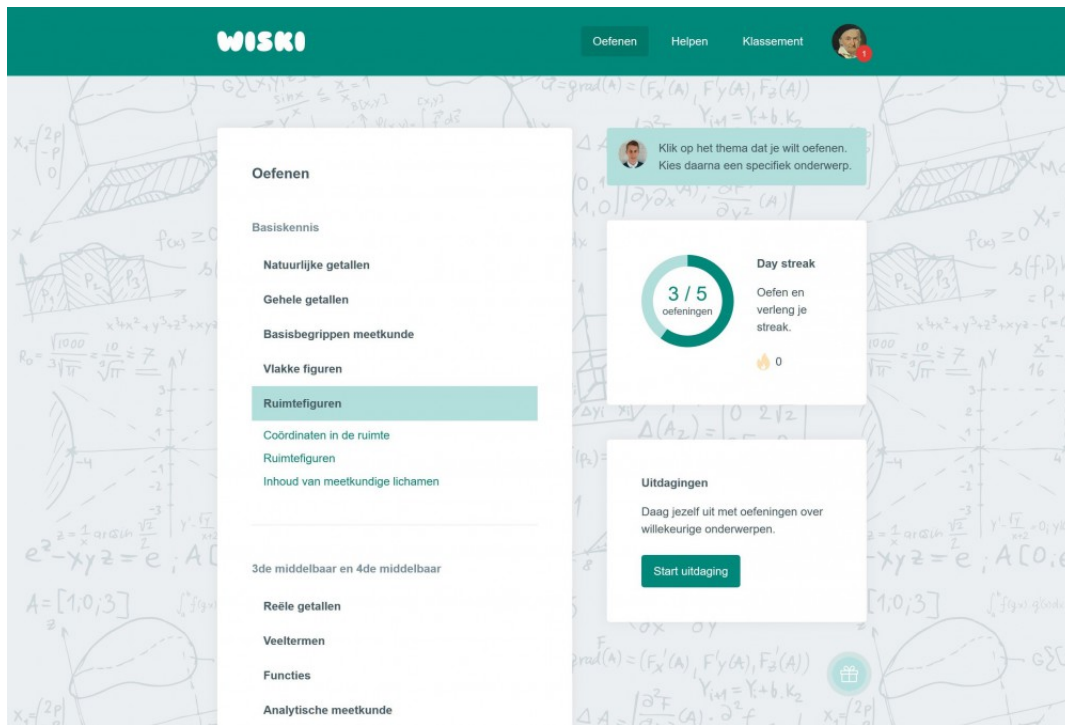 WISKI
Oefenen
Helpen
Klassement
1
Oefenen
Basiskennis
Natuurlijke getallen
Gehele getallen
Basisbegrippen meetkunde
Vlakke figuren
Ruimtefiguren
Coördinaten in de ruimte
Ruimtefiguren
Inhoud van meetkundige lichamen
3de middelbaar en 4de middelbaar
Reële getallen
Veeltermen
Functies
Analytische meetkunde
Klik op het thema dat je wilt oefenen.
Kies daarna een specifiek onderwerp.
3 / 5
oefeningen
Day streak
Oefen en
verleng je
streak.
0
Uitdagingen
Daag jezelf uit met oefeningen over
willekeurige onderwerpen.
Start uitdaging